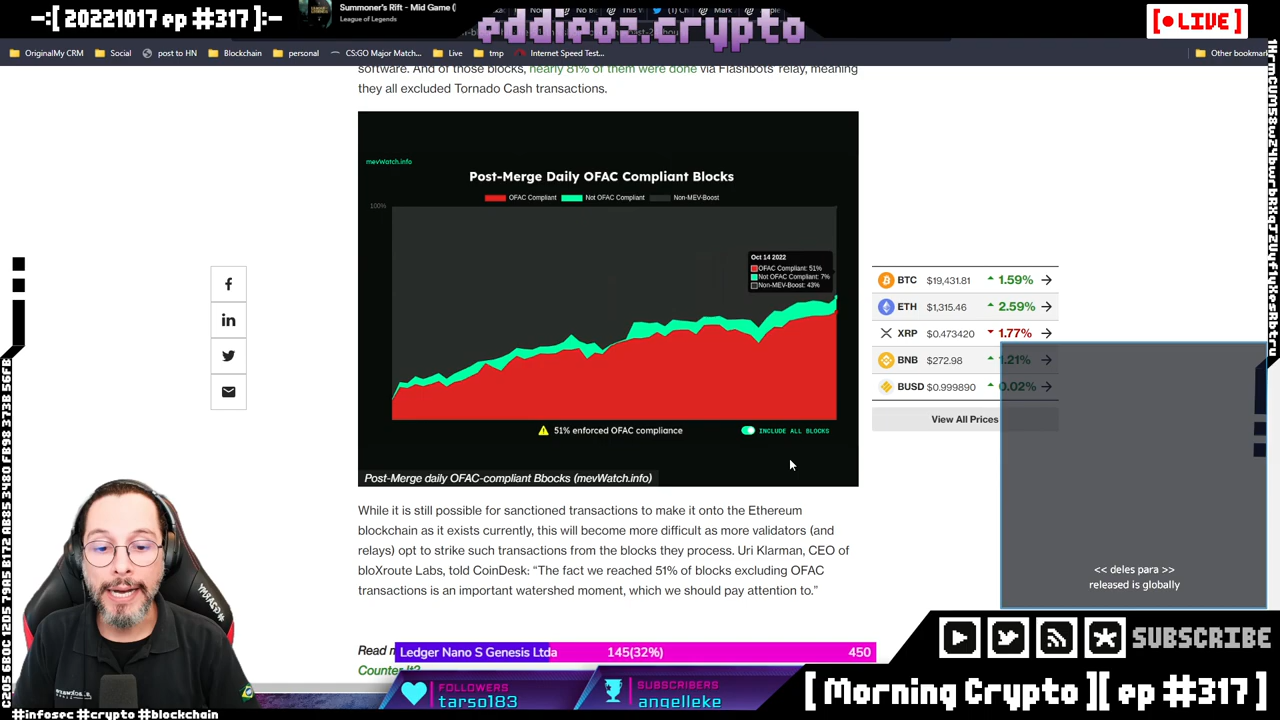 -:[ 20221017 ep #317]:-
Summoner's Rift - Mid Game (
League of Legends
eddieoz.crypto
[ LIVE ]
OriginalMy CRM
Social
post to HN
Blockchain
personal
CS:GO Major Match...
Live
tmp
Internet Speed Test...
Other bookmar
software. And of those blocks, nearly 81% of them were done via Flashbots' relay, meaning
they all excluded Tornado Cash transactions.
mevWatch.info
Post-Merge Daily OFAC Compliant Blocks
OFAC Compliant
Not OFAC Compliant
Non-MEV-Boost
100%
Oct 14 2022
OFAC Compliant: 51%
Not OFAC Compliant: 7%
Non-MEV-Boost: 43%
51% enforced OFAC compliance
INCLUDE ALL BLOCKS
Post-Merge daily OFAC-compliant Bbocks (mevWatch.info)
BTC $19,431.81 1.59%
ETH $1,315.46 2.59%
XRP $0.473420 1.77%
BNB $272.98 1.21%
BUSD $0.999890 0.02%
View All Prices
While it is still possible for sanctioned transactions to make it onto the Ethereum
blockchain as it exists currently, this will become more difficult as more validators (and
relays) opt to strike such transactions from the blocks they process. Uri Klarman, CEO of
bloXroute Labs, told CoinDesk: “The fact we reached 51% of blocks excluding OFAC
transactions is an important watershed moment, which we should pay attention to.”
<< deles para >>
released is globally
Read
Counter It?
Ledger Nano S Genesis Ltda
145(32%)
450
FOLLOWERS
tarso183
SUBSCRIBERS
angelleke
SUBSCRIBE
[ Morning Crypto ][ ep #317 ]
#infosec #crypto #blockchain